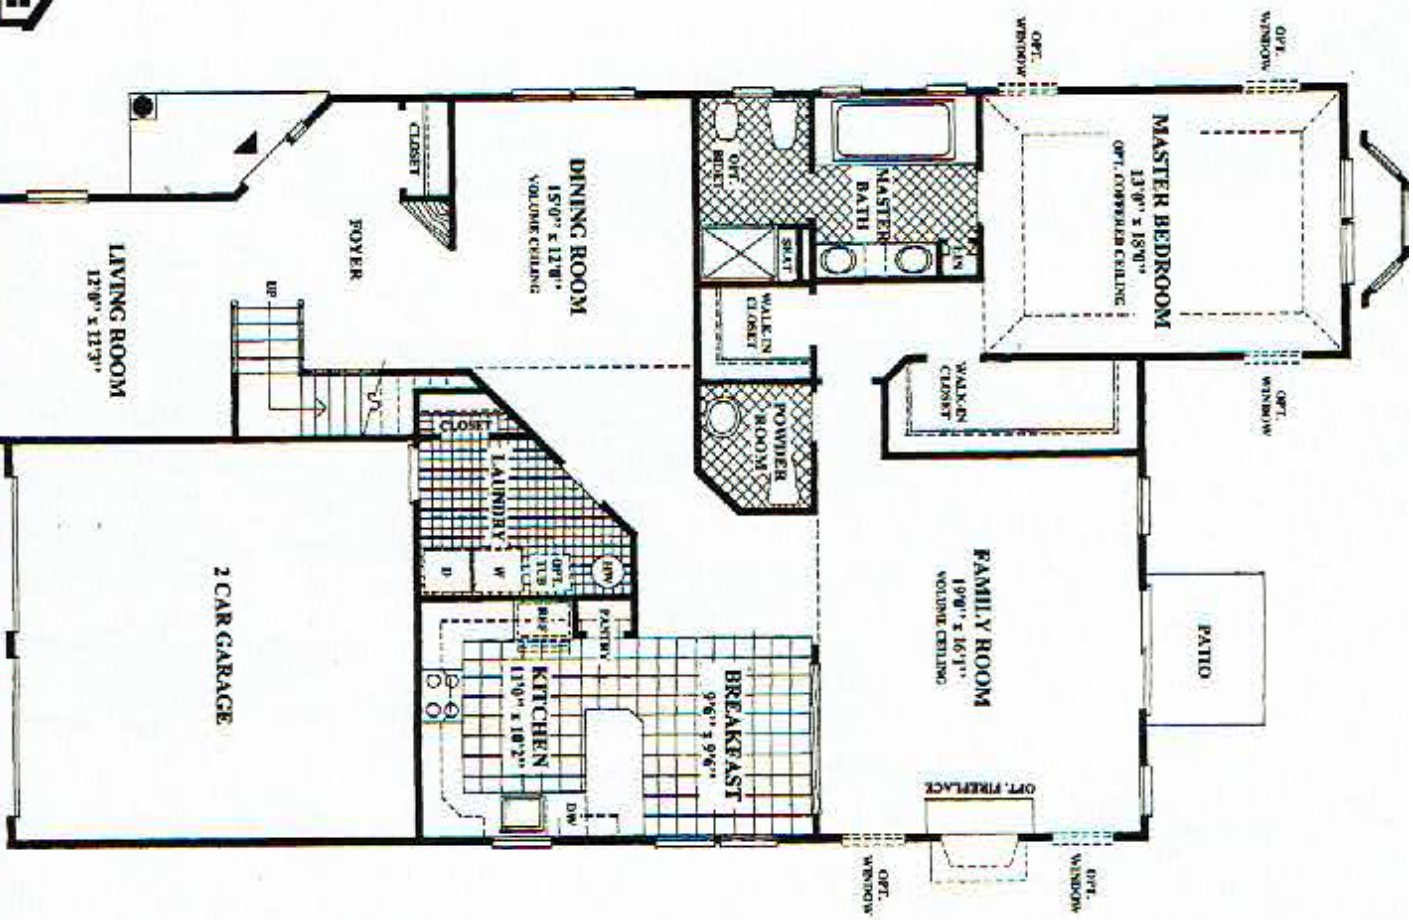 OPT.
WINDOW
OPT.
WINDOW
MASTER BEDROOM
13'0" x 18'0"
OPT. COFFERED CEILING
OPT.
WINDOW
PATIO
WALK-IN
CLOSET
LIN
MASTER
BATH
OPT.
BIDET
SEAT
WALK-IN
CLOSET
POWDER
ROOM
FAMILY ROOM
19'0" x 16'1"
VOLUME CEILING
OPT. FIREPLACE
OPT.
WINDOW
OPT.
WINDOW
DINING ROOM
15'0" x 12'0"
VOLUME CEILING
CLOSET
FOYER
UP
LIVING ROOM
12'0" x 12'3"
CLOSET
LAUNDRY
HW
OPT.
TUB
W
D
PANTRY
REF
BREAKFAST
9'6" x 9'6"
KITCHEN
13'0" x 10'2"
DW
2 CAR GARAGE